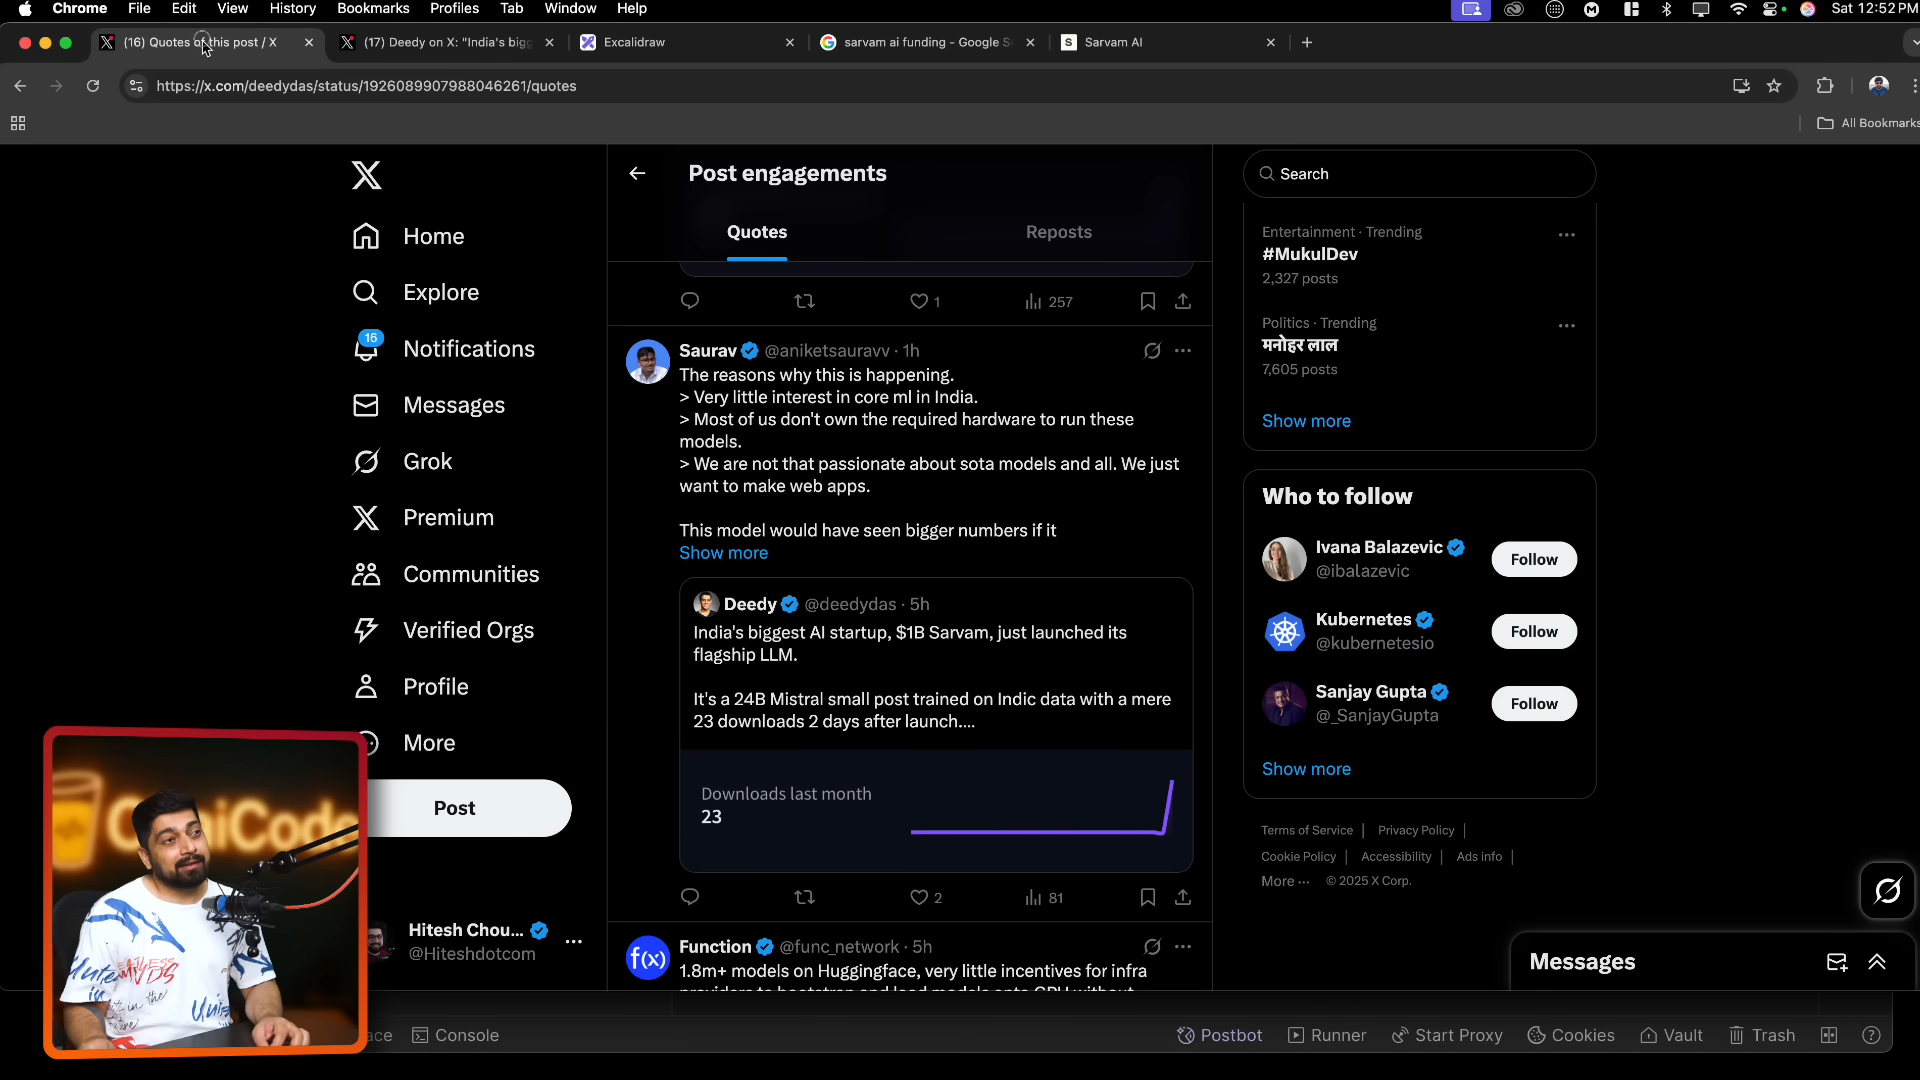 Chrome File Edit View History Bookmarks Profiles Tab Window Help
Sat 12:52PM
(16) Quotes of this post / X
(17) Deedy on X: "India's bigg
Excalidraw
sarvam ai funding - Google S
S Sarvam AI
https://x.com/deedydas/status/1926089907988046261/quotes
All Bookmarks
Home
Explore
16
Notifications
Messages
Grok
Premium
Communities
Verified Orgs
Profile
More
Post
Hitesh Chou...
@Hiteshdotcom
Post engagements
Quotes
Reposts
1
257
Saurav @aniketsauravv · 1h
The reasons why this is happening.
> Very little interest in core ml in India.
> Most of us don't own the required hardware to run these
models.
> We are not that passionate about sota models and all. We just
want to make web apps.
This model would have seen bigger numbers if it
Show more
Deedy @deedydas · 5h
India's biggest AI startup, $1B Sarvam, just launched its
flagship LLM.
It's a 24B Mistral small post trained on Indic data with a mere
23 downloads 2 days after launch....
Downloads last month
23
2
81
f(x)
Function @func_network · 5h
1.8m+ models on Huggingface, very little incentives for infra
Search
Entertainment · Trending
#MukulDev
2,327 posts
Politics · Trending
मनोहर लाल
7,605 posts
Show more
Who to follow
Ivana Balazevic
@ibalazevic
Follow
Kubernetes
@kubernetesio
Follow
Sanjay Gupta
@_SanjayGupta
Follow
Show more
Terms of Service | Privacy Policy |
Cookie Policy | Accessibility | Ads info |
More ··· © 2025 X Corp.
Messages
Console
Postbot
Runner
Start Proxy
Cookies
Vault
Trash